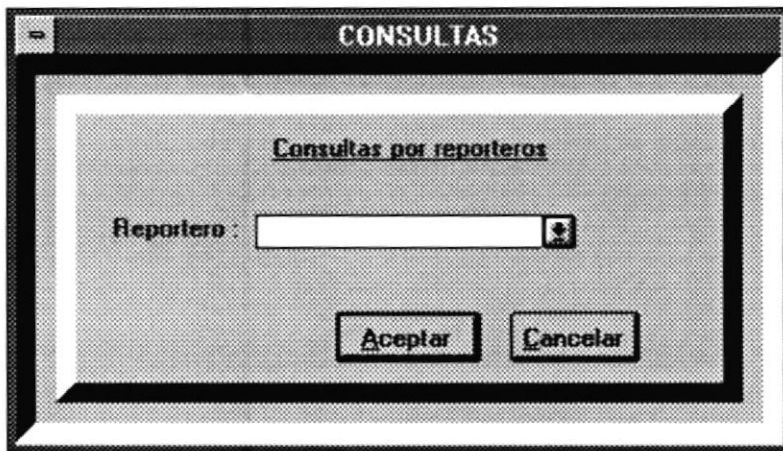 CONSULTAS
Consultas por reporteros
Reportero :
Aceptar Cancelar